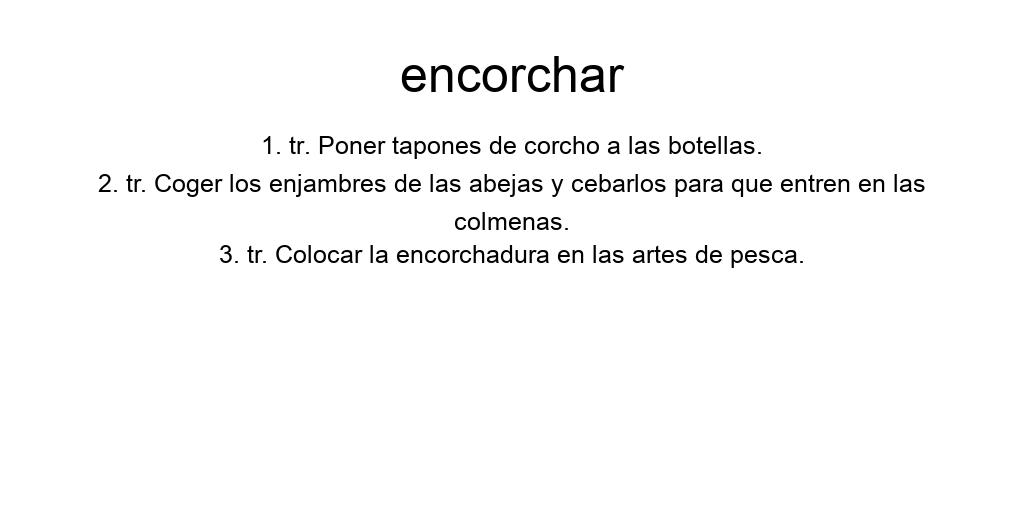 encorchar
1. tr. Poner tapones de corcho a las botellas.
2. tr. Coger los enjambres de las abejas y cebarlos para que entren en las
colmenas.
3. tr. Colocar la encorchadura en las artes de pesca.